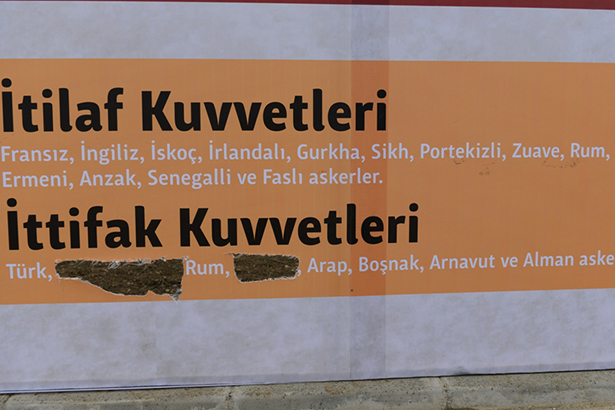 İtilaf Kuvvetleri
Fransız, İngiliz, İskoç, İrlandalı, Gurkha, Sikh, Portekizli, Zuave, Rum,
Ermeni, Anzak, Senegalli ve Faslı askerler.
İttifak Kuvvetleri
Türk, Rum, Arap, Boşnak, Arnavut ve Alman aske